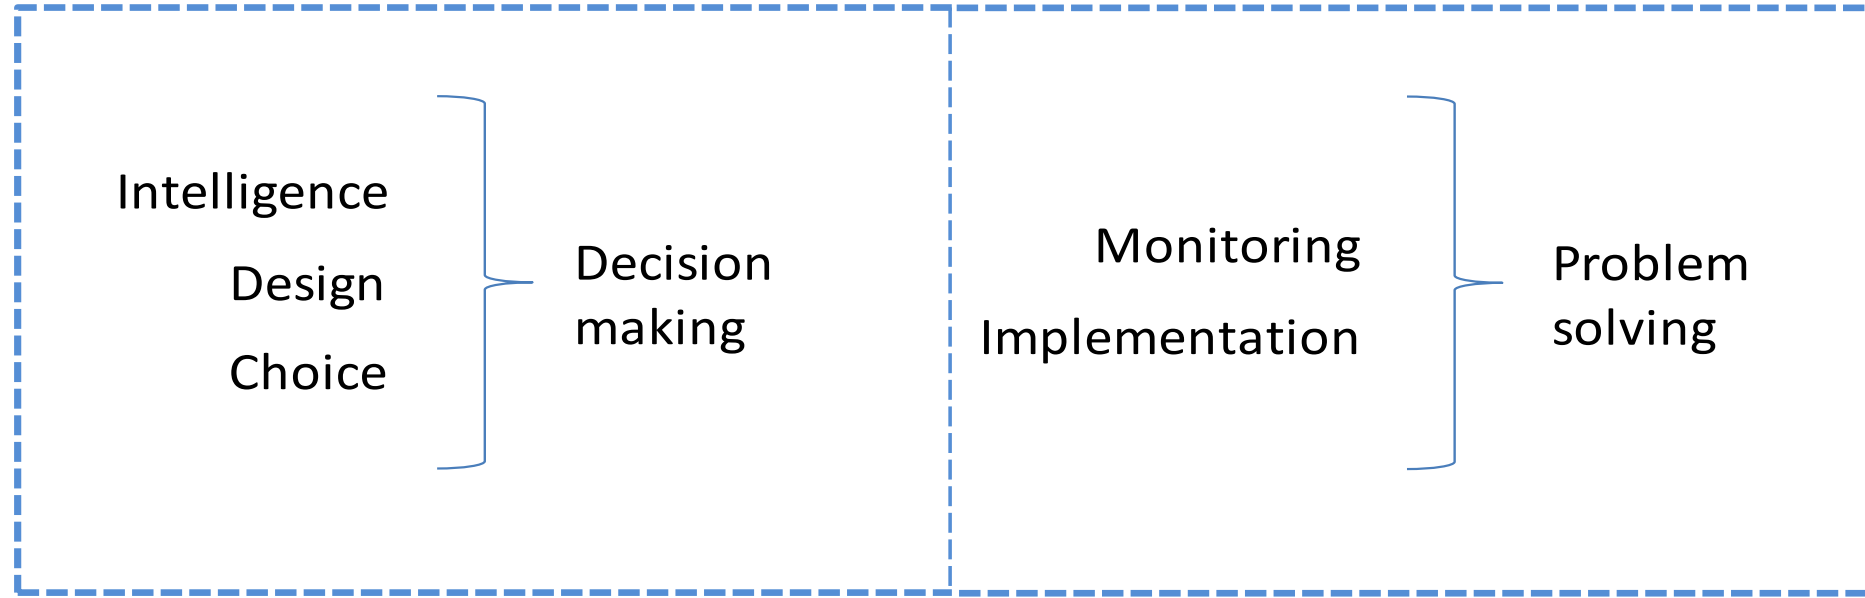 Intelligence
Design
Choice
Decision
making
Monitoring
Implementation
Problem
solving